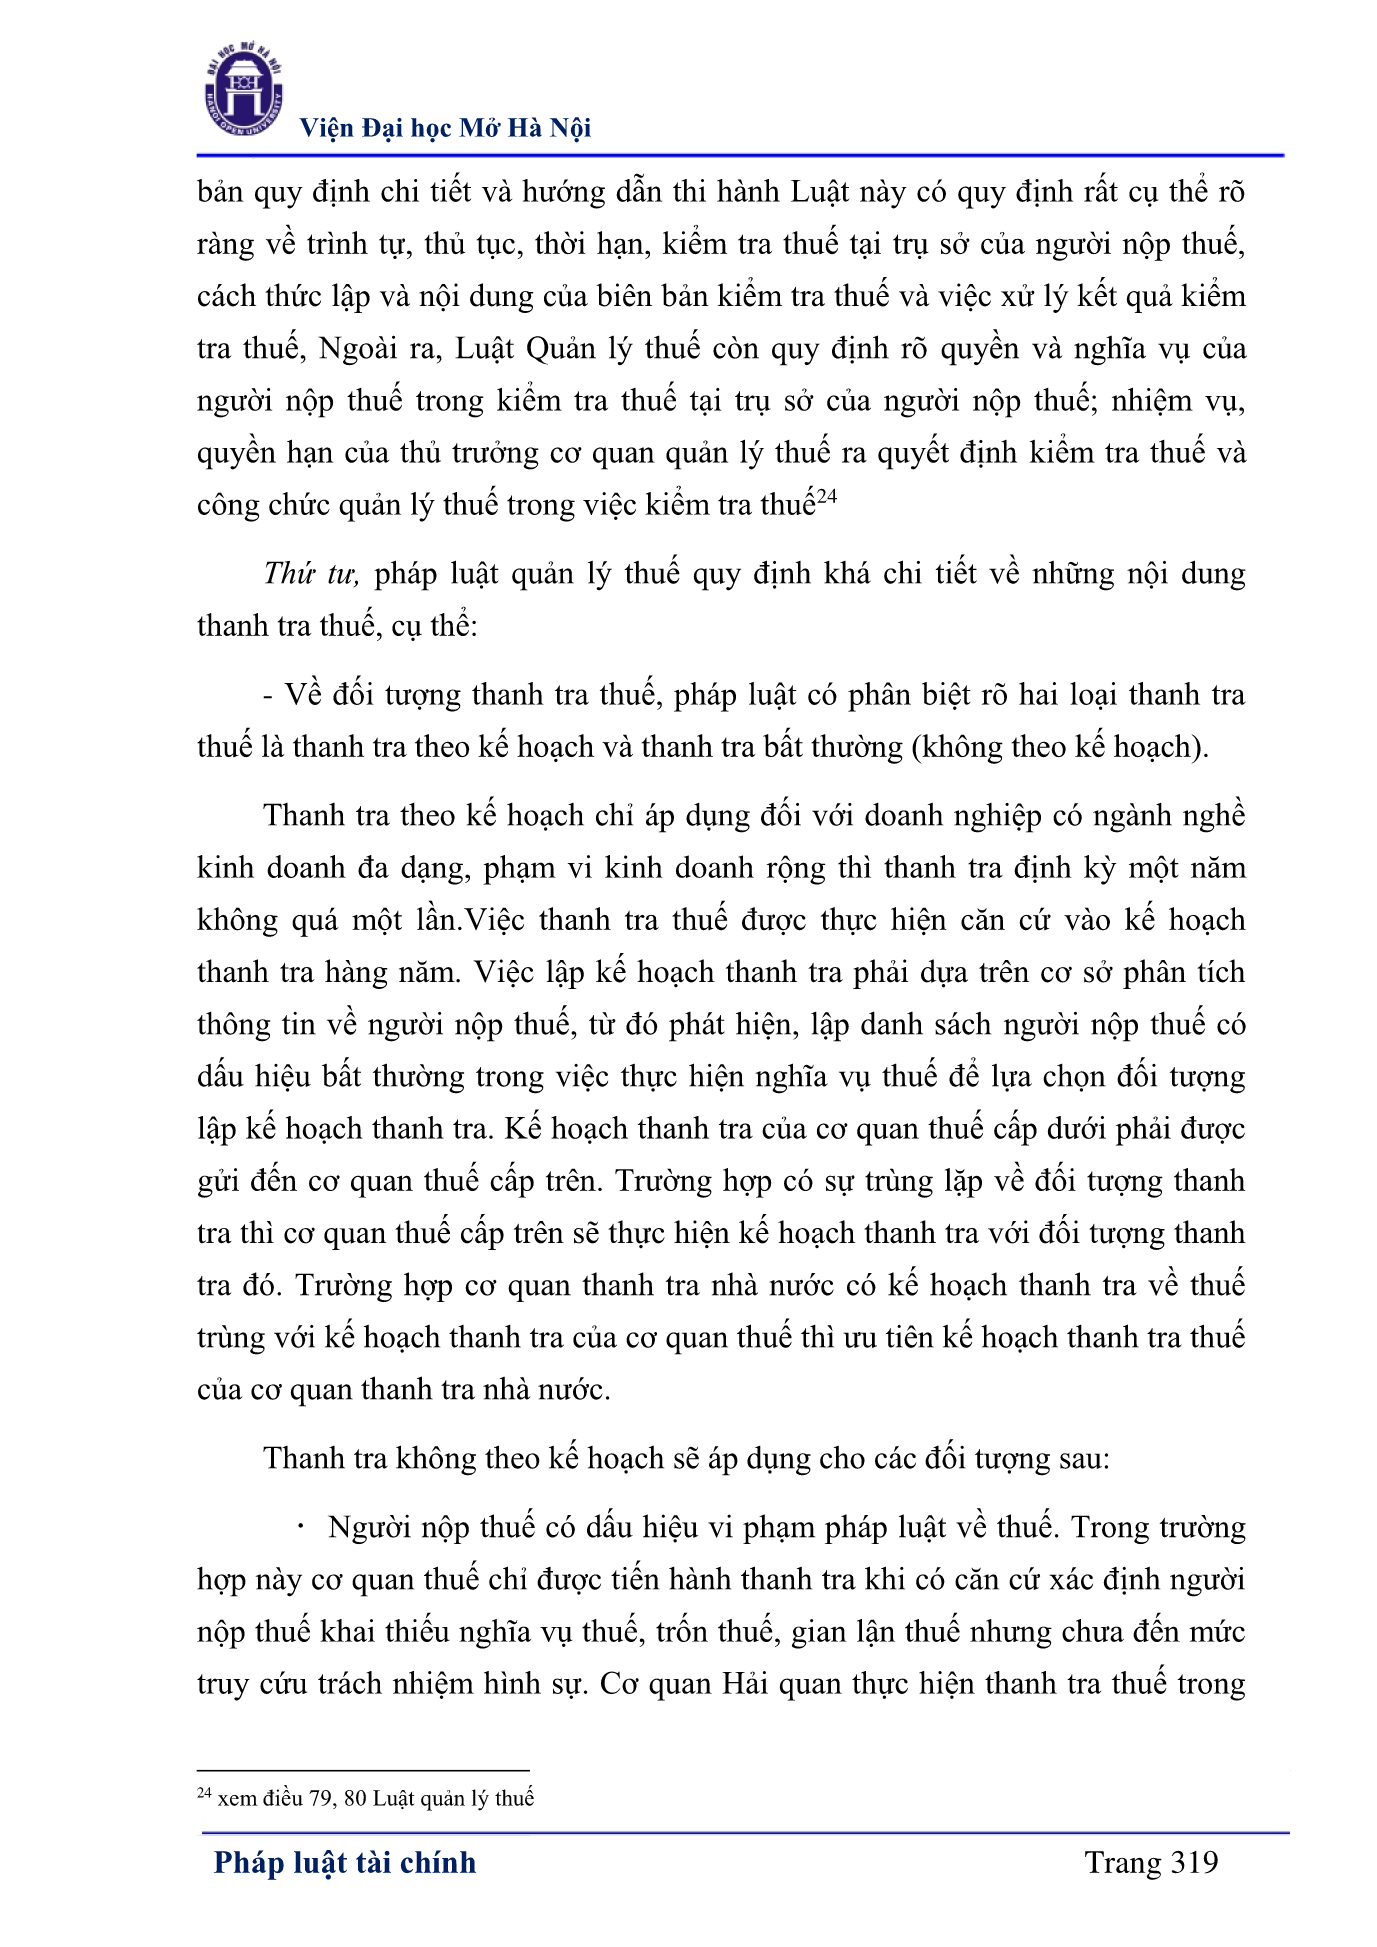 ĐẠI HỌC MỞ HÀ NỘI
HANOI OPEN UNIVERSITY
Viện Đại học Mở Hà Nội
bản quy định chi tiết và hướng dẫn thi hành Luật này có quy định rất cụ thể rõ
ràng về trình tự, thủ tục, thời hạn, kiểm tra thuế tại trụ sở của người nộp thuế,
cách thức lập và nội dung của biên bản kiểm tra thuế và việc xử lý kết quả kiểm
tra thuế, Ngoài ra, Luật Quản lý thuế còn quy định rõ quyền và nghĩa vụ của
người nộp thuế trong kiểm tra thuế tại trụ sở của người nộp thuế; nhiệm vụ,
quyền hạn của thủ trưởng cơ quan quản lý thuế ra quyết định kiểm tra thuế và
công chức quản lý thuế trong việc kiểm tra thuế24
Thứ tư, pháp luật quản lý thuế quy định khá chi tiết về những nội dung
thanh tra thuế, cụ thể:
- Về đối tượng thanh tra thuế, pháp luật có phân biệt rõ hai loại thanh tra
thuế là thanh tra theo kế hoạch và thanh tra bất thường (không theo kế hoạch).
Thanh tra theo kế hoạch chỉ áp dụng đối với doanh nghiệp có ngành nghề
kinh doanh đa dạng, phạm vi kinh doanh rộng thì thanh tra định kỳ một năm
không quá một lần.Việc thanh tra thuế được thực hiện căn cứ vào kế hoạch
thanh tra hàng năm. Việc lập kế hoạch thanh tra phải dựa trên cơ sở phân tích
thông tin về người nộp thuế, từ đó phát hiện, lập danh sách người nộp thuế có
dấu hiệu bất thường trong việc thực hiện nghĩa vụ thuế để lựa chọn đối tượng
lập kế hoạch thanh tra. Kế hoạch thanh tra của cơ quan thuế cấp dưới phải được
gửi đến cơ quan thuế cấp trên. Trường hợp có sự trùng lặp về đối tượng thanh
tra thì cơ quan thuế cấp trên sẽ thực hiện kế hoạch thanh tra với đối tượng thanh
tra đó. Trường hợp cơ quan thanh tra nhà nước có kế hoạch thanh tra về thuế
trùng với kế hoạch thanh tra của cơ quan thuế thì ưu tiên kế hoạch thanh tra thuế
của cơ quan thanh tra nhà nước.
Thanh tra không theo kế hoạch sẽ áp dụng cho các đối tượng sau:
· Người nộp thuế có dấu hiệu vi phạm pháp luật về thuế. Trong trường
hợp này cơ quan thuế chỉ được tiến hành thanh tra khi có căn cứ xác định người
nộp thuế khai thiếu nghĩa vụ thuế, trốn thuế, gian lận thuế nhưng chưa đến mức
truy cứu trách nhiệm hình sự. Cơ quan Hải quan thực hiện thanh tra thuế trong
24 xem điều 79, 80 Luật quản lý thuế
Pháp luật tài chính Trang 319